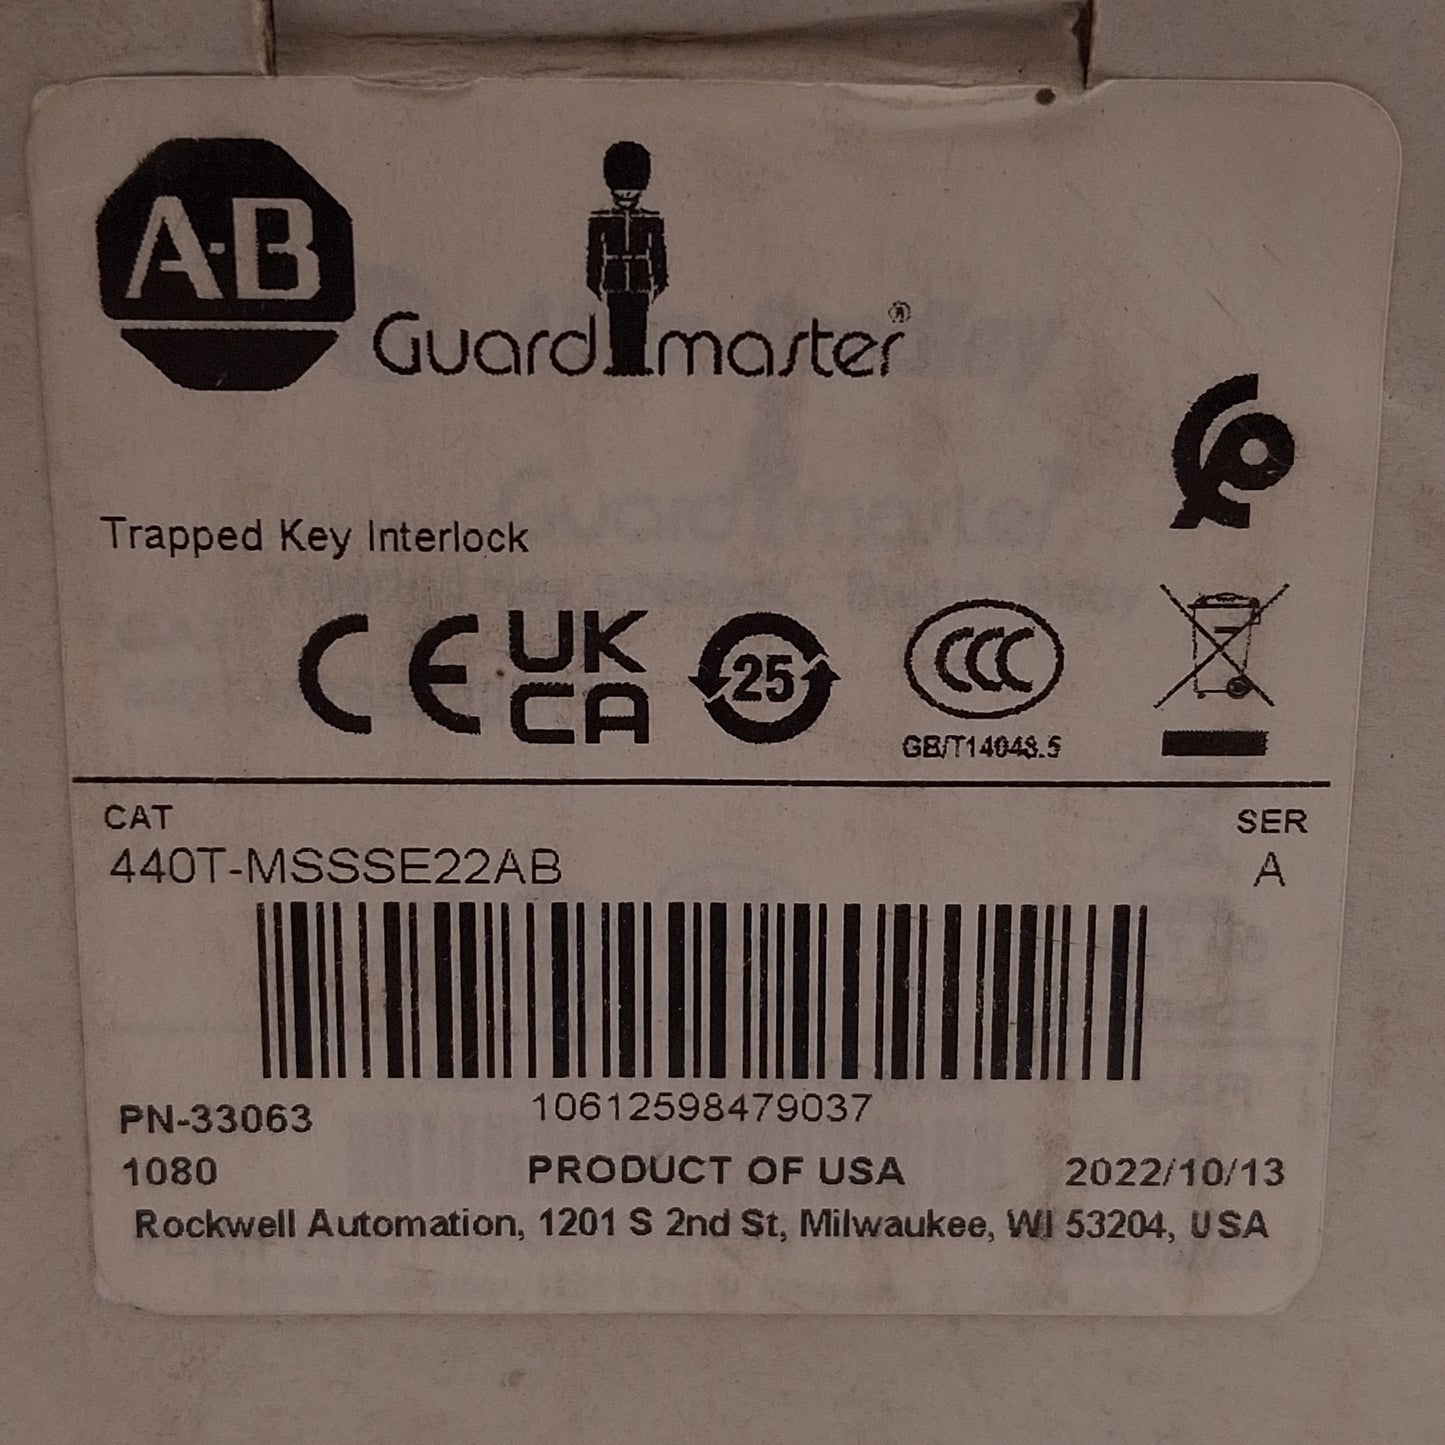 A-B
Guardmaster®
Trapped Key Interlock
CE
UK
CA
25
CCC
GB/T14048.5
CAT
SER
440T-MSSSE22AB
A
10612598479037
PN-33063
1080
PRODUCT OF USA
2022/10/13
Rockwell Automation, 1201 S 2nd St, Milwaukee, WI 53204, USA